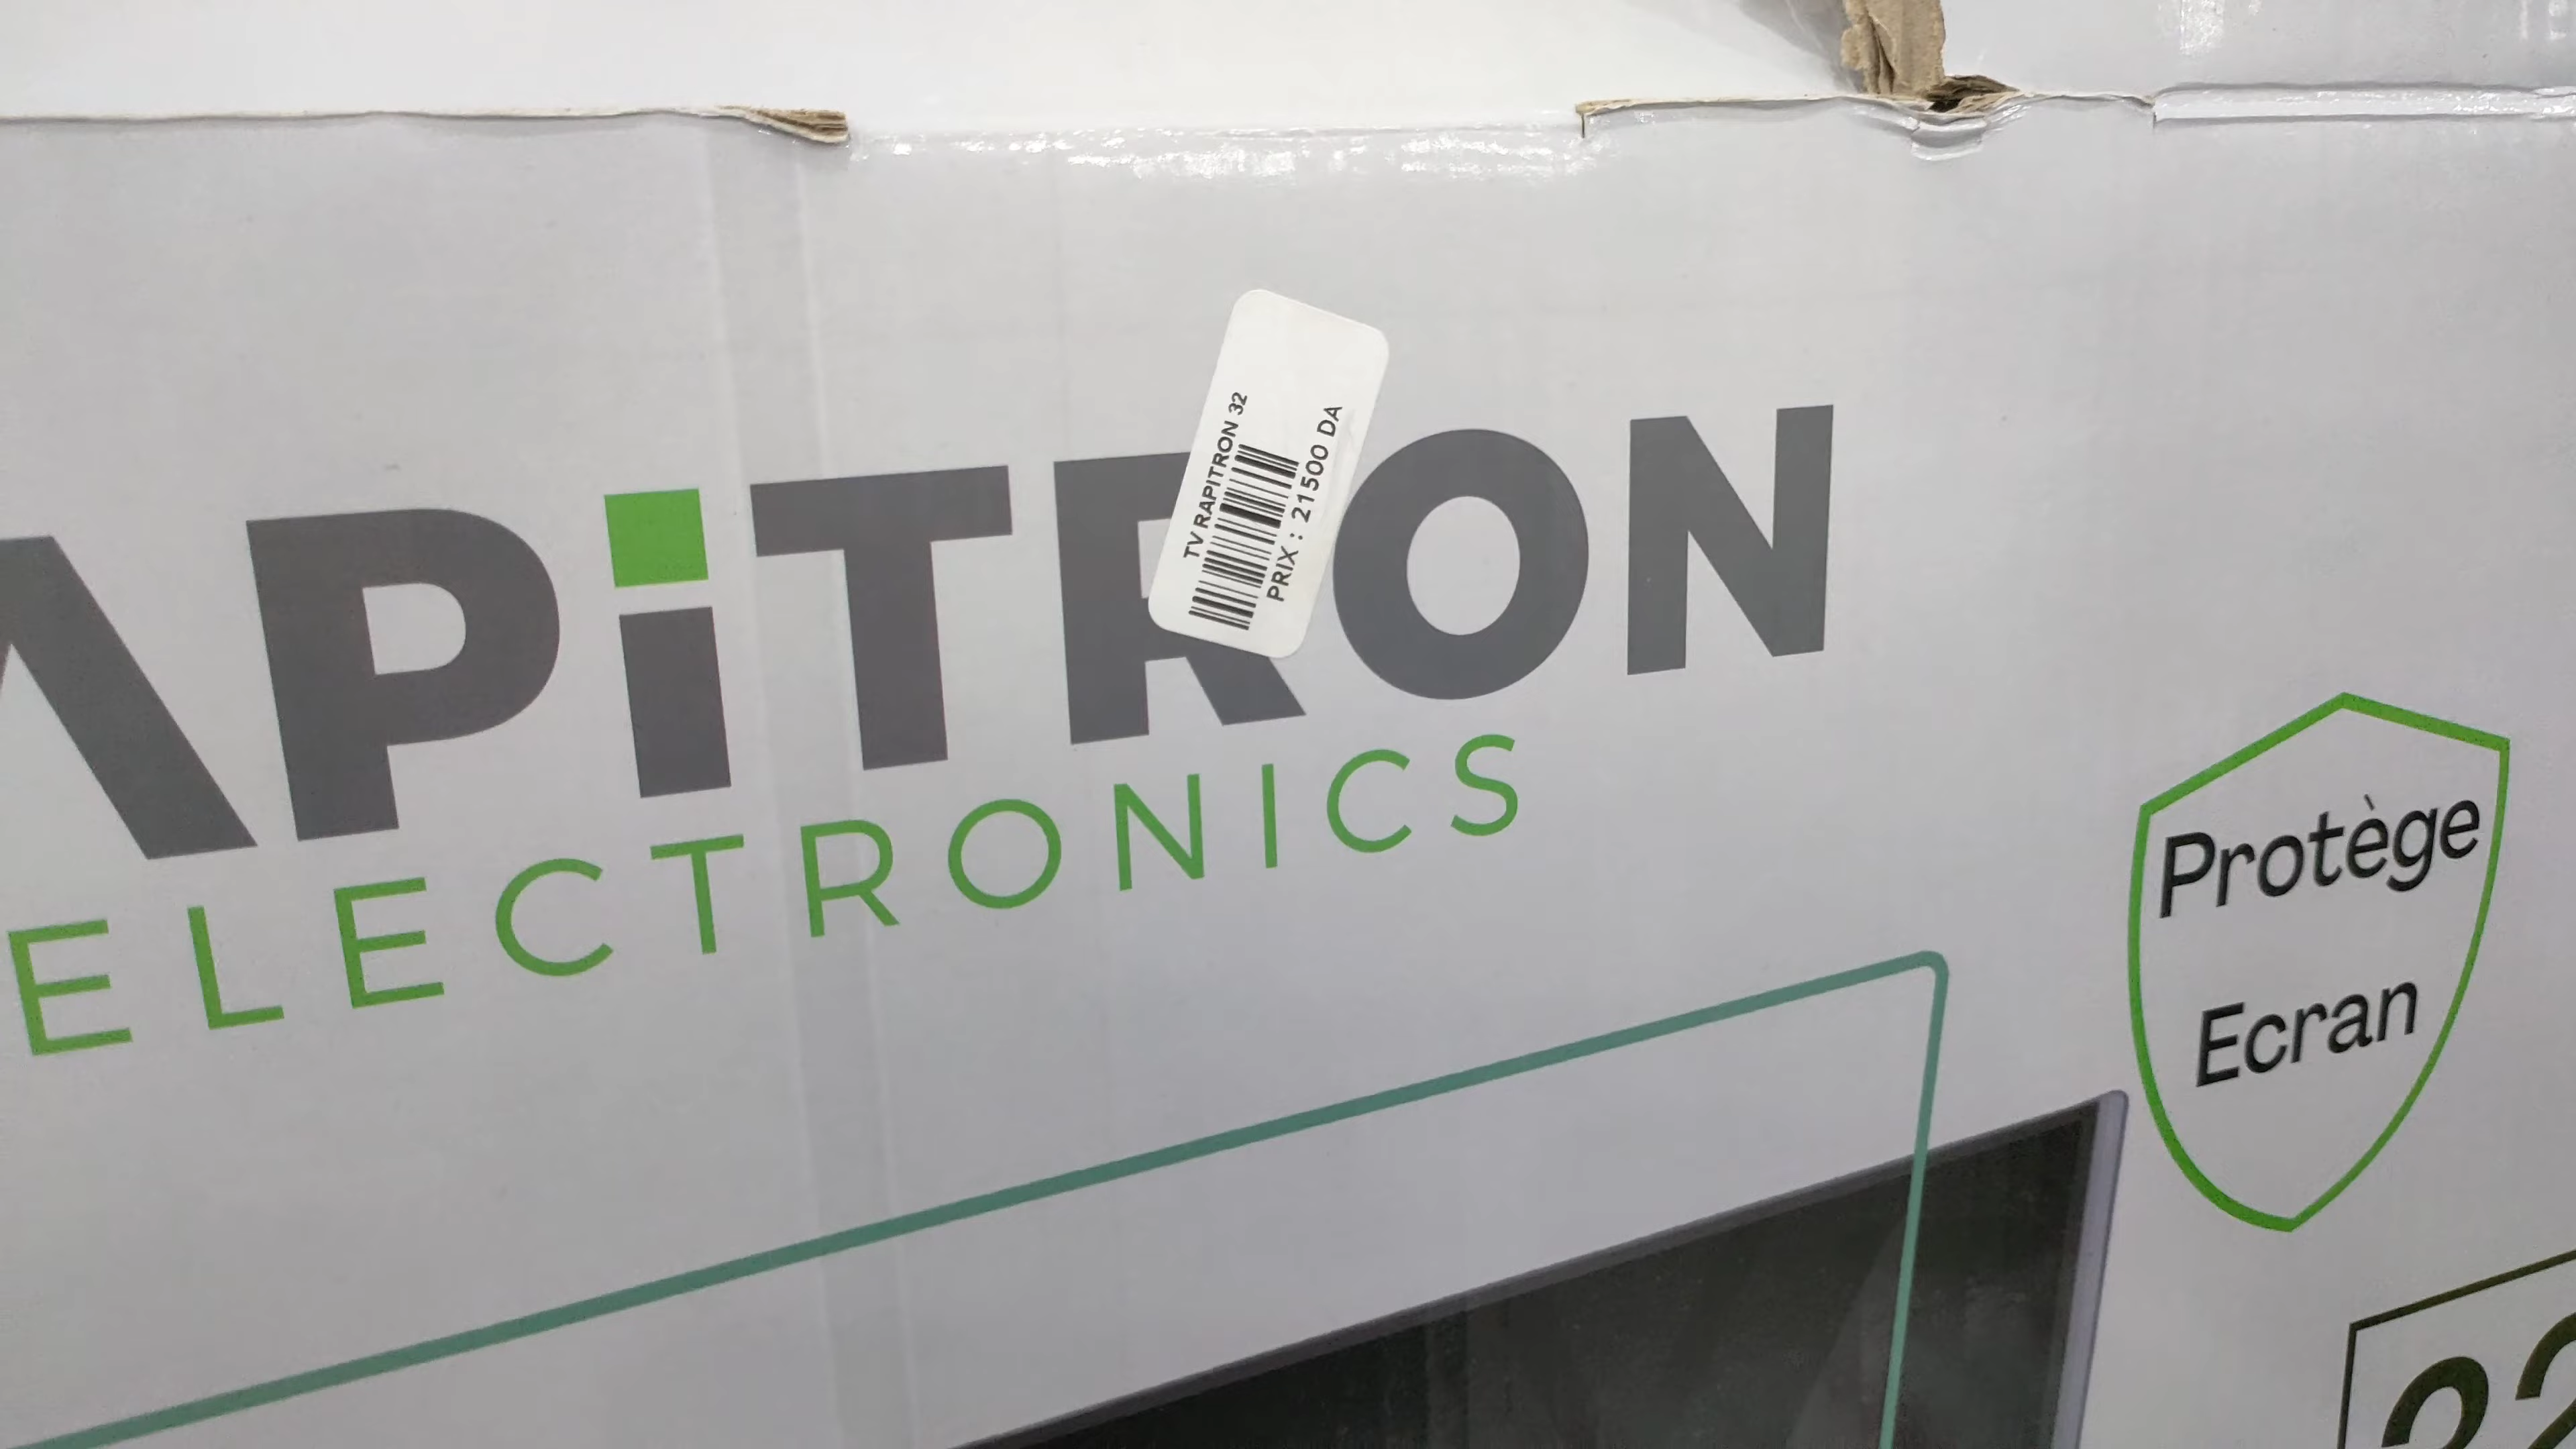 APiTRON
ELECTRONICS
TV RAPITRON 32
PRIX : 21500 DA
Protège
Ecran